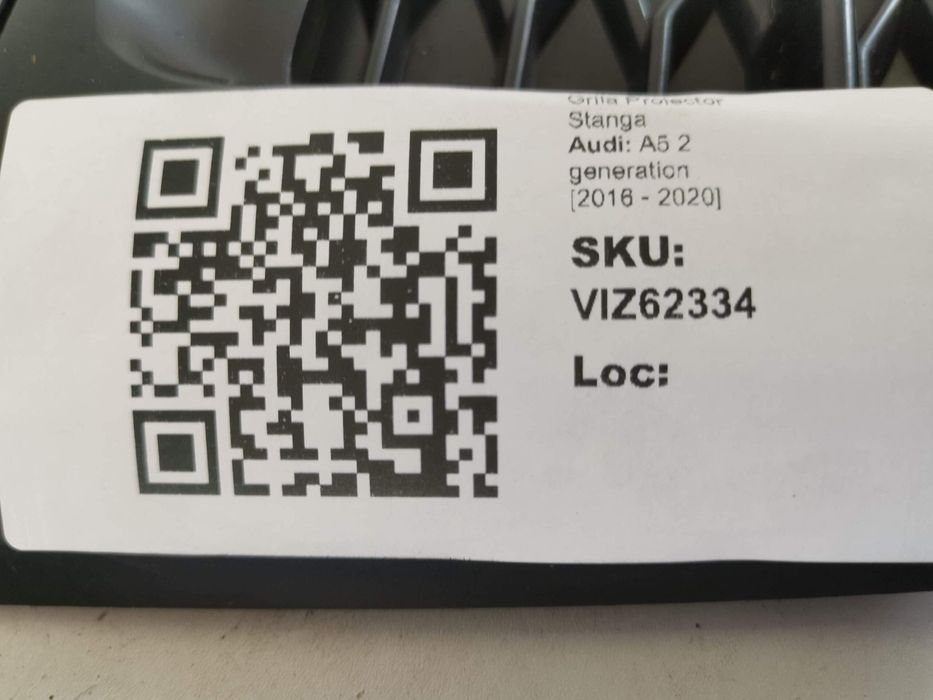 Grila Proiector
Stanga
Audi: A5 2
generation
[2016 - 2020]
SKU:
VIZ62334
Loc: